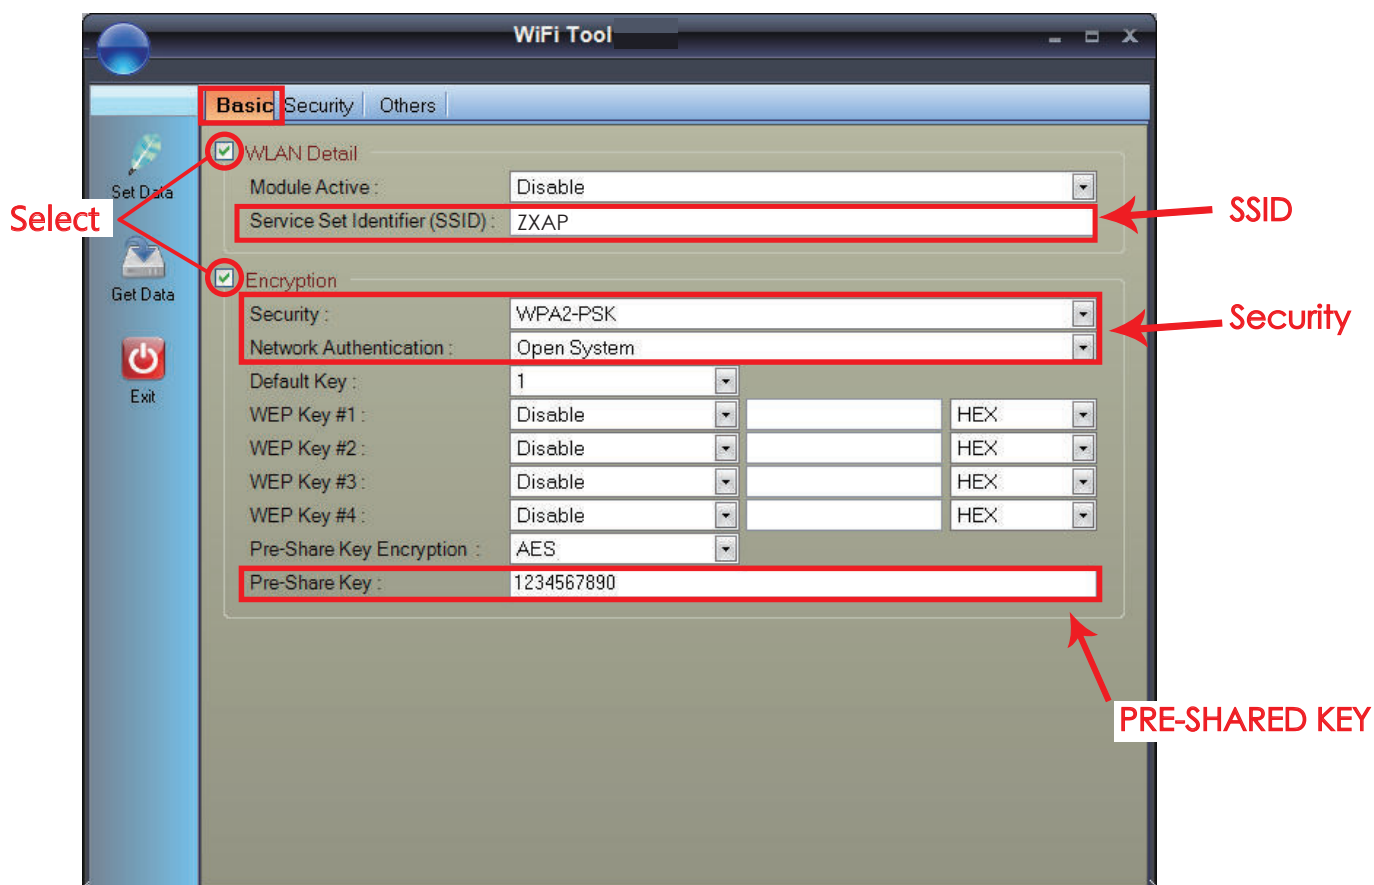 WiFi Tool
Basic Security Others
WLAN Detail
Set Data
Module Active : Disable
Select
Service Set Identifier (SSID) : ZXAP
SSID
Encryption
Get Data
Security : WPA2-PSK
Security
Network Authentication : Open System
Default Key : 1
Exit
WEP Key #1 : Disable HEX
WEP Key #2 : Disable HEX
WEP Key #3 : Disable HEX
WEP Key #4 : Disable HEX
Pre-Share Key Encryption : AES
Pre-Share Key : 1234567890
PRE-SHARED KEY